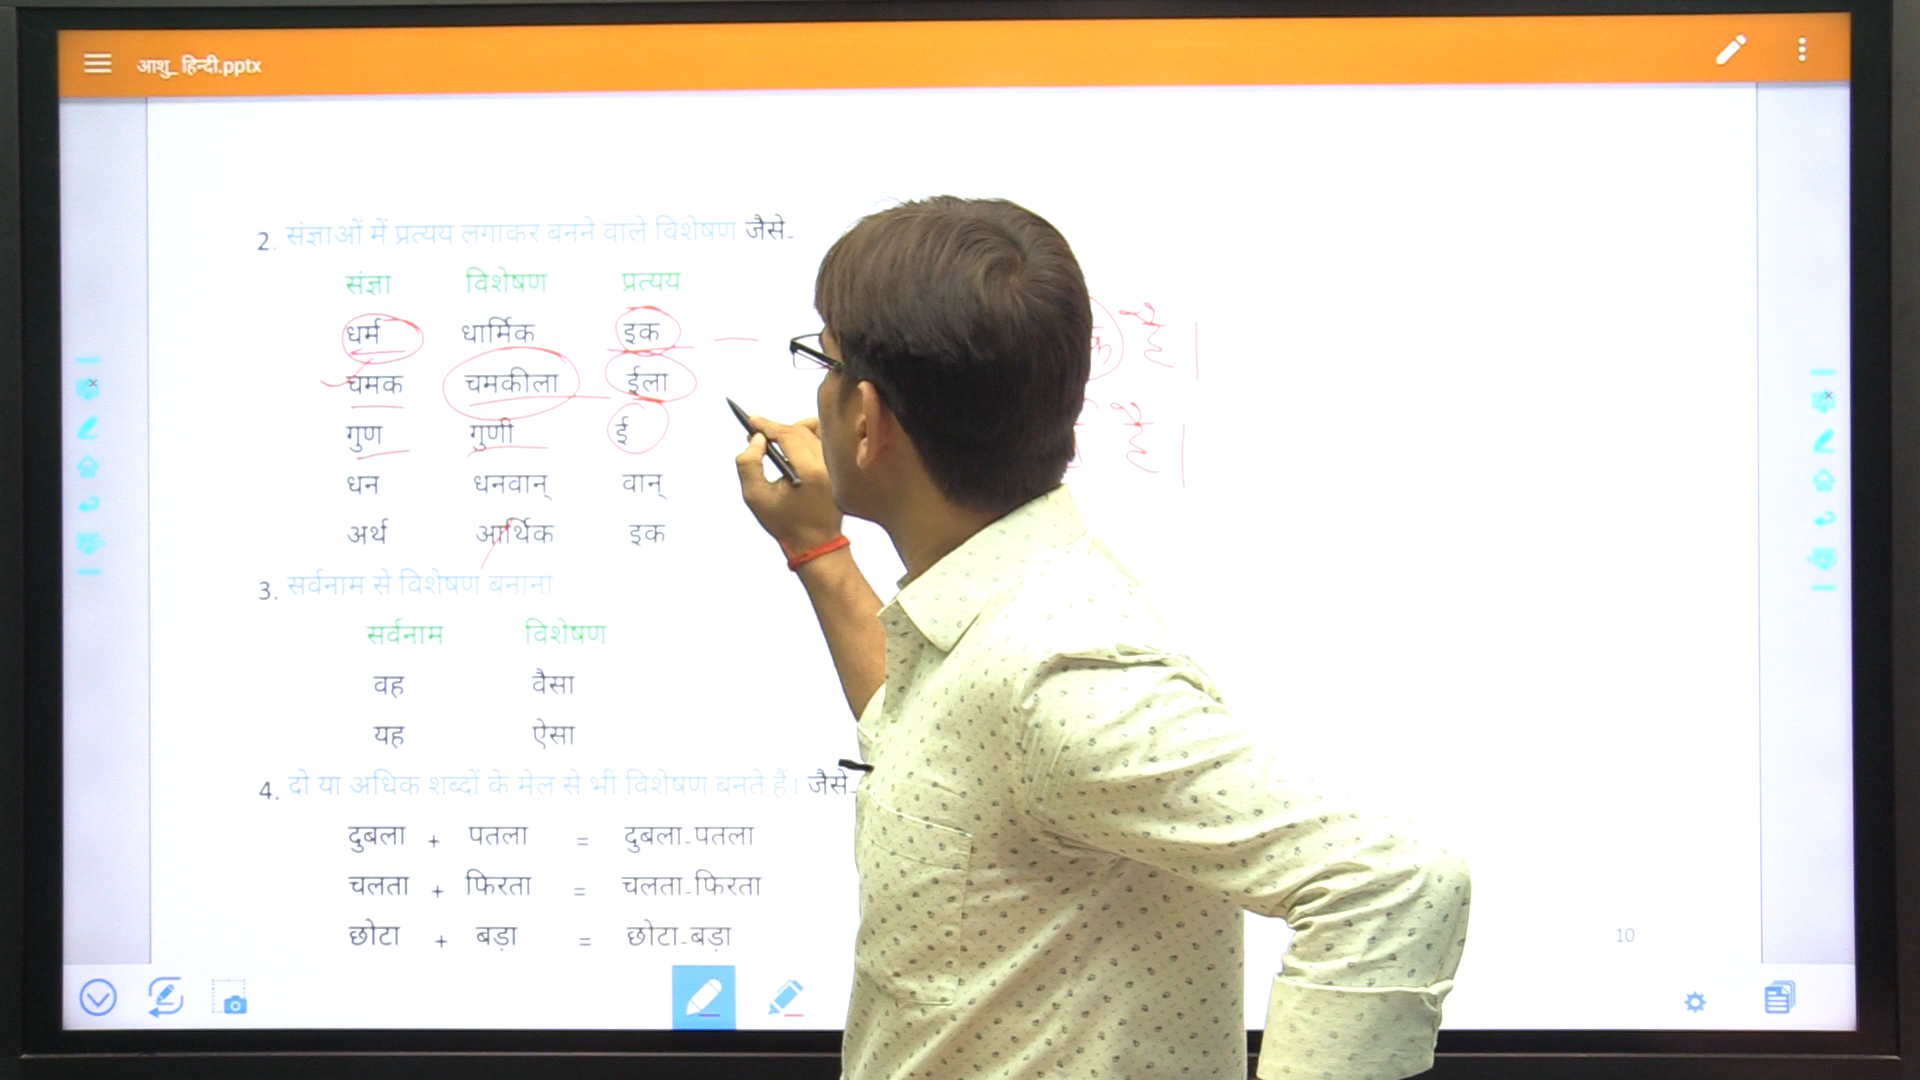 आशु_ हिन्दी.pptx
2. संज्ञाओं में प्रत्यय लगाकर बनने वाले विशेषण जैसे-
संज्ञा विशेषण प्रत्यय
धर्म धार्मिक इक
चमक चमकीला ईला
गुण गुणी ई
धन धनवान् वान्
अर्थ आर्थिक इक
है।
है।
3. सर्वनाम से विशेषण बनाना
सर्वनाम विशेषण
वह वैसा
यह ऐसा
4. दो या अधिक शब्दों के मेल से भी विशेषण बनते हैं। जैसे-
दुबला + पतला = दुबला-पतला
चलता + फिरता = चलता-फिरता
छोटा + बड़ा = छोटा-बड़ा
10